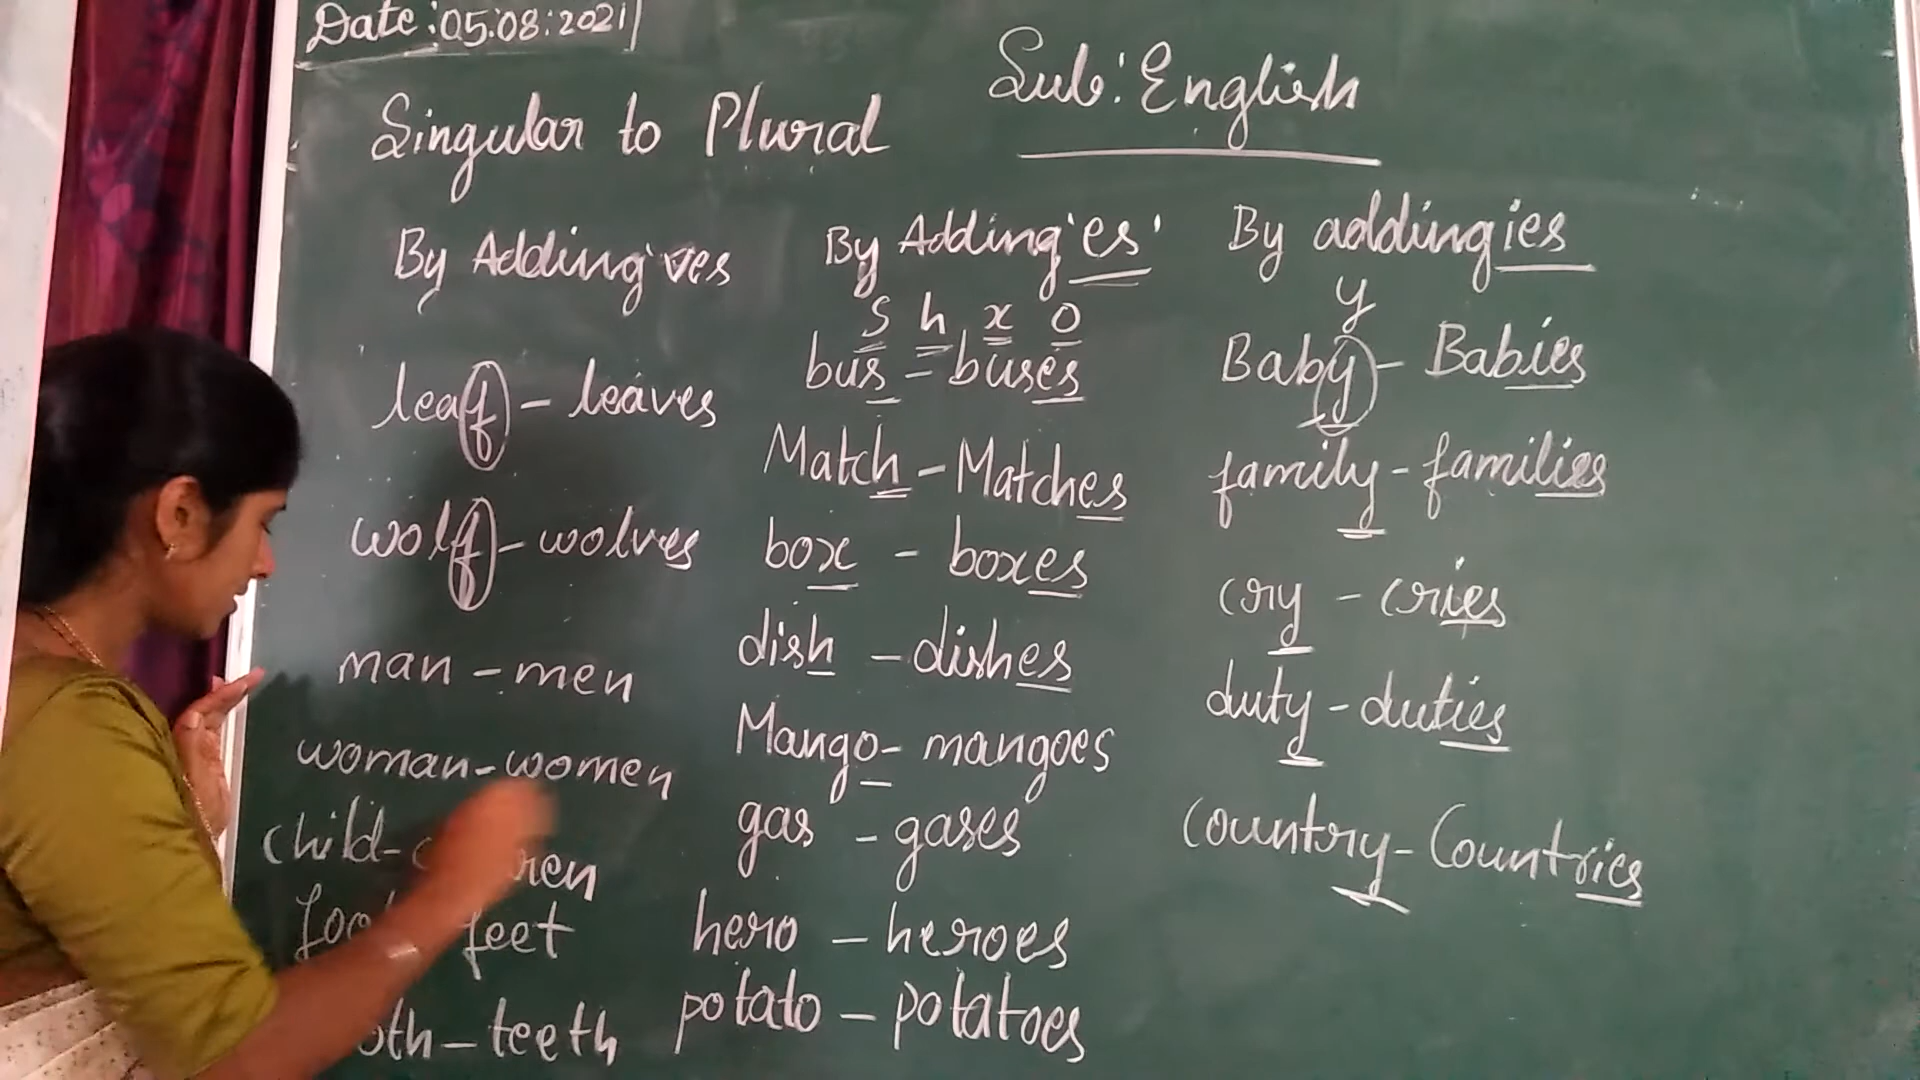 Date: 05:08:2021
Sub: English
Singular to Plural
By Adding ves
leaf - leaves
wolf - wolves
man - men
woman - women
child -
feet
- teeth
By Adding 'es'
s h x o
bus = buses
Match - Matches
box - boxes
dish - dishes
Mango - mangoes
gas - gases
hero - heroes
potato - potatoes
By adding ies
y
Baby - Babies
family - families
cry - cries
duty - duties
Country - Countries